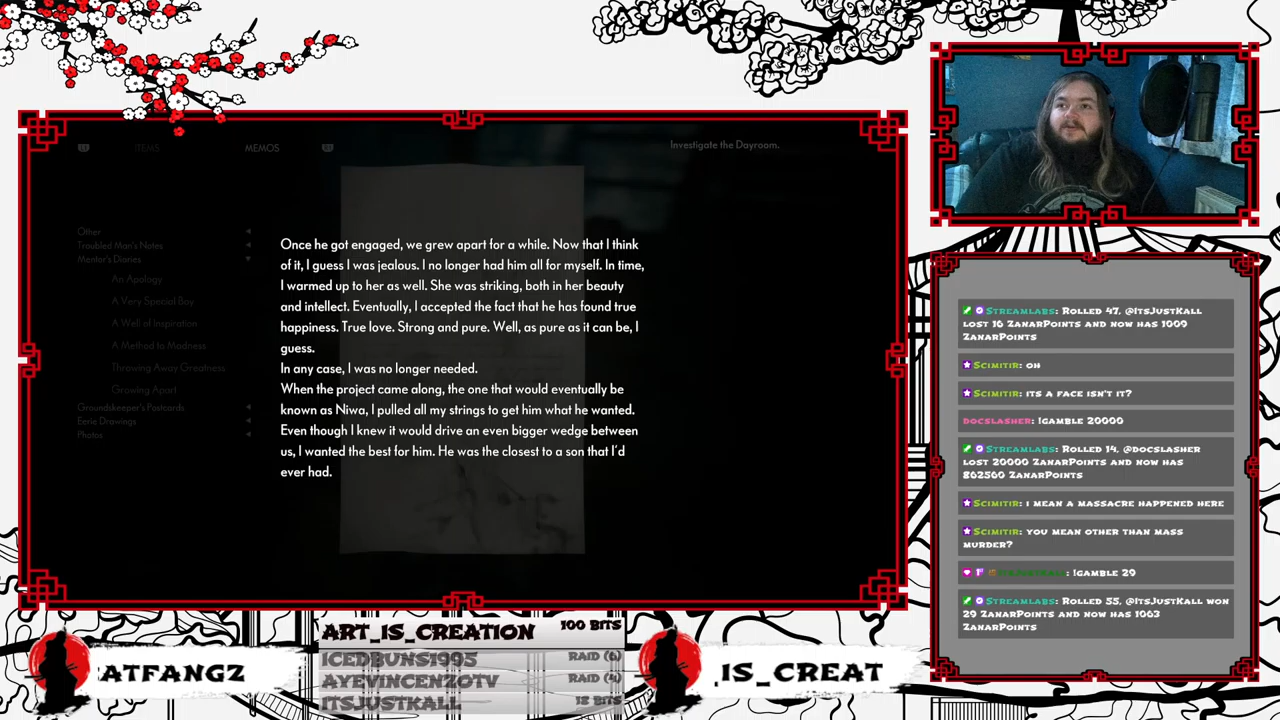 ITEMS
MEMOS
Investigate the Dayroom.
Other
Troubled Man's Notes
Mentor's Diaries
An Apology
A Very Special Boy
A Well of Inspiration
A Method to Madness
Throwing Away Greatness
Growing Apart
Groundskeeper's Postcards
Eerie Drawings
Photos
Once he got engaged, we grew apart for a while. Now that I think
of it, I guess I was jealous. I no longer had him all for myself. In time,
I warmed up to her as well. She was striking, both in her beauty
and intellect. Eventually, I accepted the fact that he has found true
happiness. True love. Strong and pure. Well, as pure as it can be, I
guess.
In any case, I was no longer needed.
When the project came along, the one that would eventually be
known as Niwa, I pulled all my strings to get him what he wanted.
Even though I knew it would drive an even bigger wedge between
us, I wanted the best for him. He was the closest to a son that I'd
ever had.
Streamlabs: Rolled 47, @ItsJustKall
lost 16 ZanarPoints and now has 1009
ZanarPoints
Scimitir: oh
Scimitir: its a face isn't it?
DocSlasher: !gamble 20000
Streamlabs: Rolled 14, @DocSlasher
lost 20000 ZanarPoints and now has
862560 ZanarPoints
Scimitir: i mean a massacre happened here
Scimitir: you mean other than mass
murder?
ItsJustKall: !gamble 29
Streamlabs: Rolled 55, @ItsJustKall won
29 ZanarPoints and now has 1063
ZanarPoints
ATFANGZ
ART_IS_CREATION 100 BITS
ICEDBUNS1995 RAID (6)
AYEVINCENZOTV RAID (4)
ITSJUSTKALL 18 BITS
_IS_CREAT